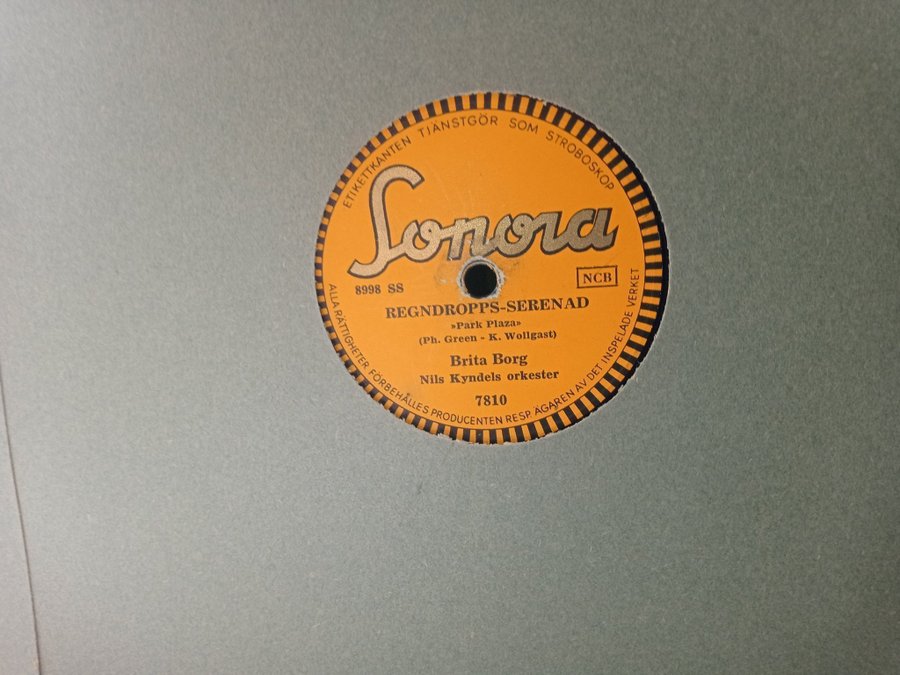 ETIKETTKANTEN TJÄNSTGÖR SOM STROBOSKOP
Sonora
8998 SS
NCB
REGNDROPPS-SERENAD
»Park Plaza»
(Ph. Green - K. Wollgast)
Brita Borg
Nils Kyndels orkester
7810
ALLA RÄTTIGHETER FÖRBEHÅLLES PRODUCENTEN RESP. ÄGAREN AV DET INSPELADE VERKET